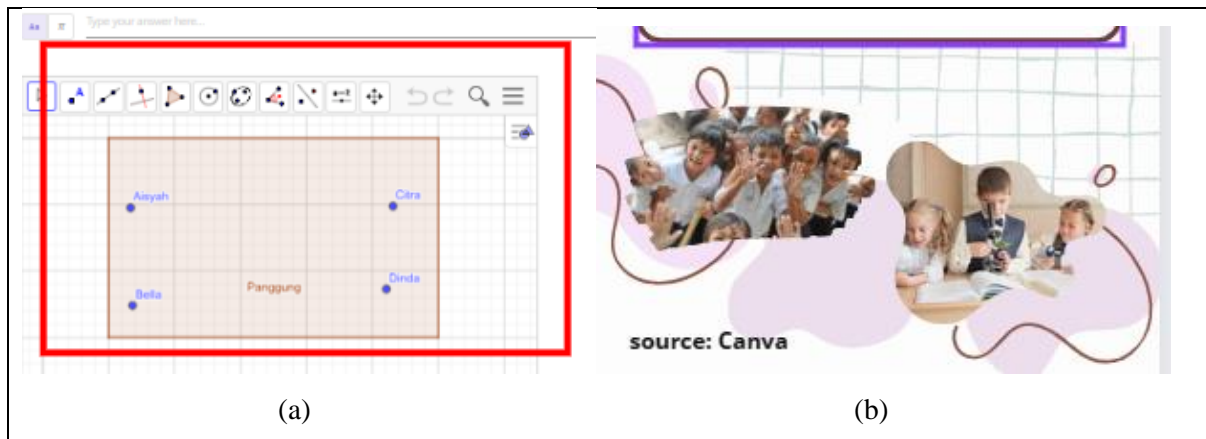 Type your answer here...
Aisyah
Citra
Dinda
Bella
Panggung
source: Canva
(a)
(b)